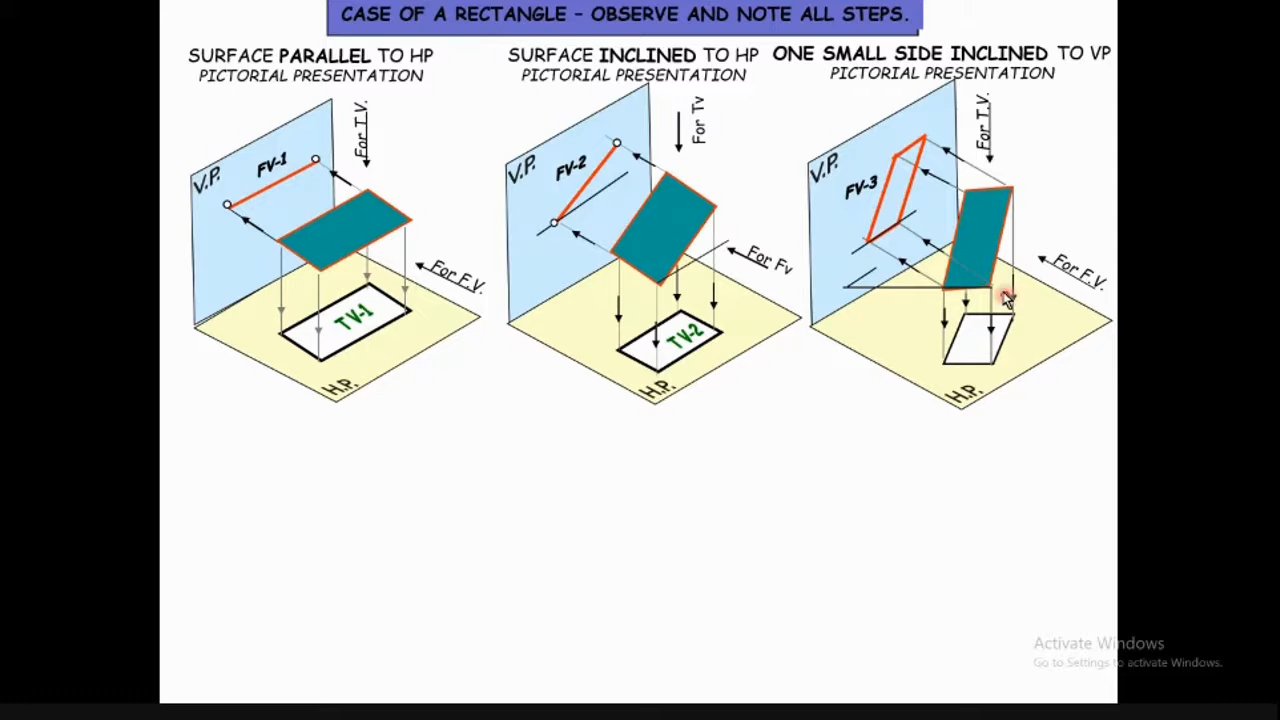 CASE OF A RECTANGLE – OBSERVE AND NOTE ALL STEPS.
SURFACE PARALLEL TO HP
PICTORIAL PRESENTATION
SURFACE INCLINED TO HP
PICTORIAL PRESENTATION
ONE SMALL SIDE INCLINED TO VP
PICTORIAL PRESENTATION
V.P.
FV-1
For T.V.
For F.V.
TV-1
H.P.
V.P.
FV-2
For Tv
For Fv
TV-2
H.P.
V.P.
FV-3
For T.V.
For F.V.
H.P.
Activate Windows
Go to Settings to activate Windows.